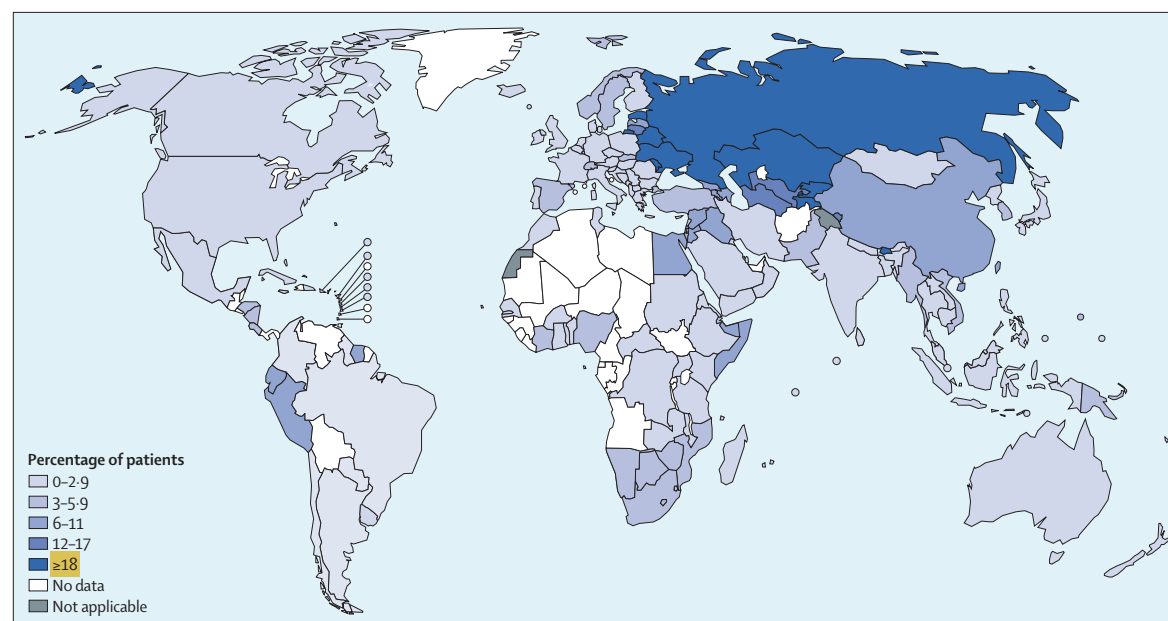 Percentage of patients
0–2·9
3–5·9
6–11
12–17
≥18
No data
Not applicable